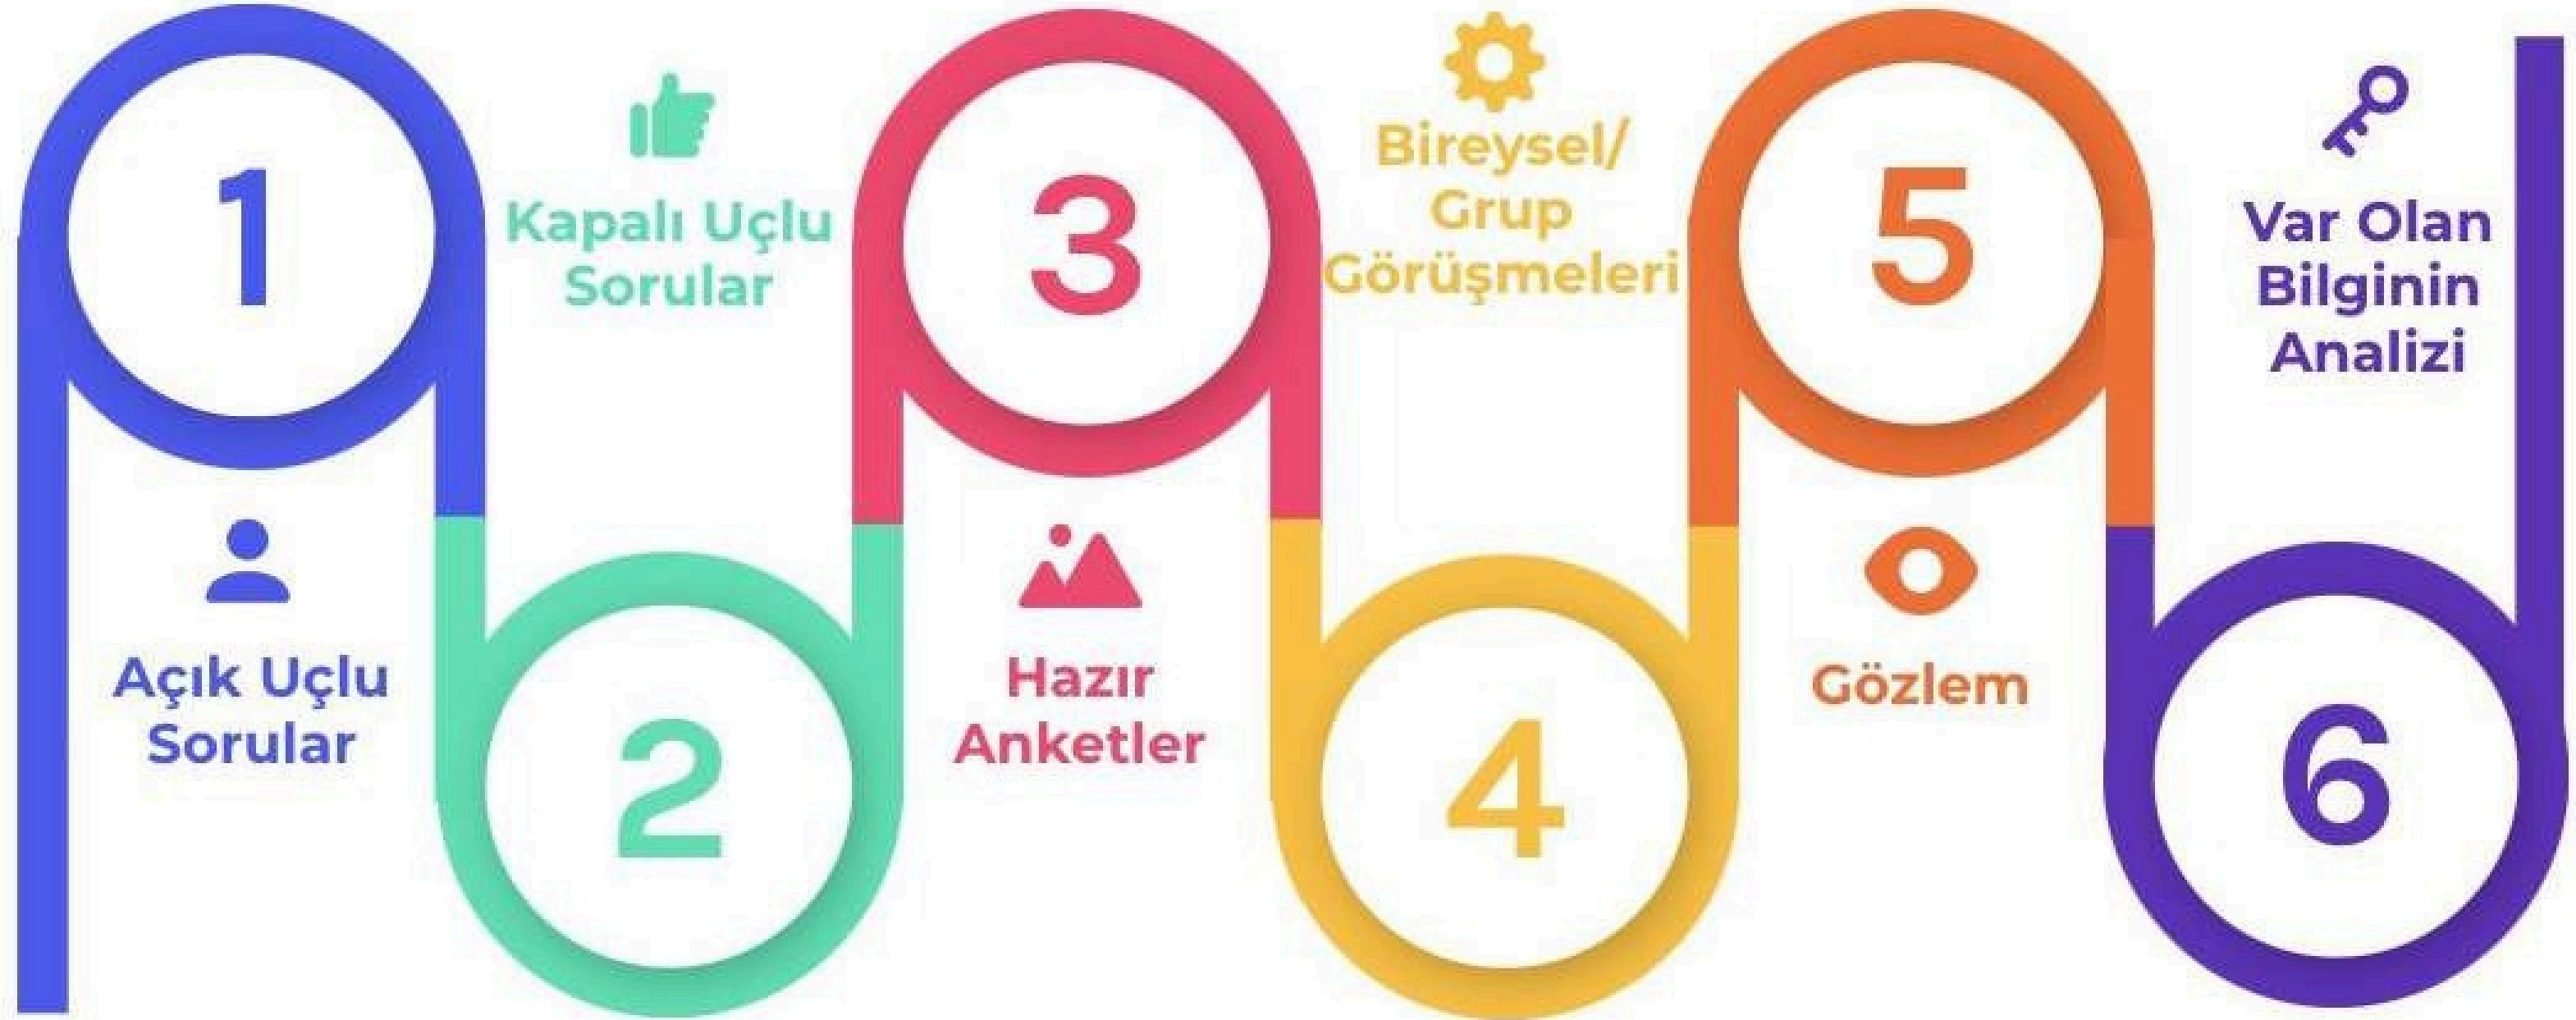 1
Açık Uçlu
Sorular
Kapalı Uçlu
Sorular
2
3
Hazır
Anketler
Bireysel/
Grup
Görüşmeleri
4
5
Gözlem
Var Olan
Bilginin
Analizi
6